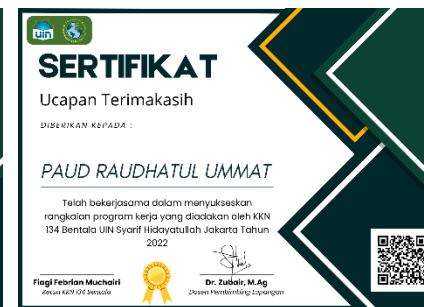 uin
SERTIFIKAT
Ucapan Terimakasih
DIBERIKAN KEPADA :
PAUD RAUDHATUL UMMAT
Telah bekerjasama dalam menyukseskan
rangkaian program kerja yang diadakan oleh KKN
134 Bentala UIN Syarif Hidayatullah Jakarta Tahun
2022
Fiagi Febrian Muchairi
Ketua KKN 134 Bentala
Dr. Zubair, M.Ag
Dosen Pembimbing Lapangan